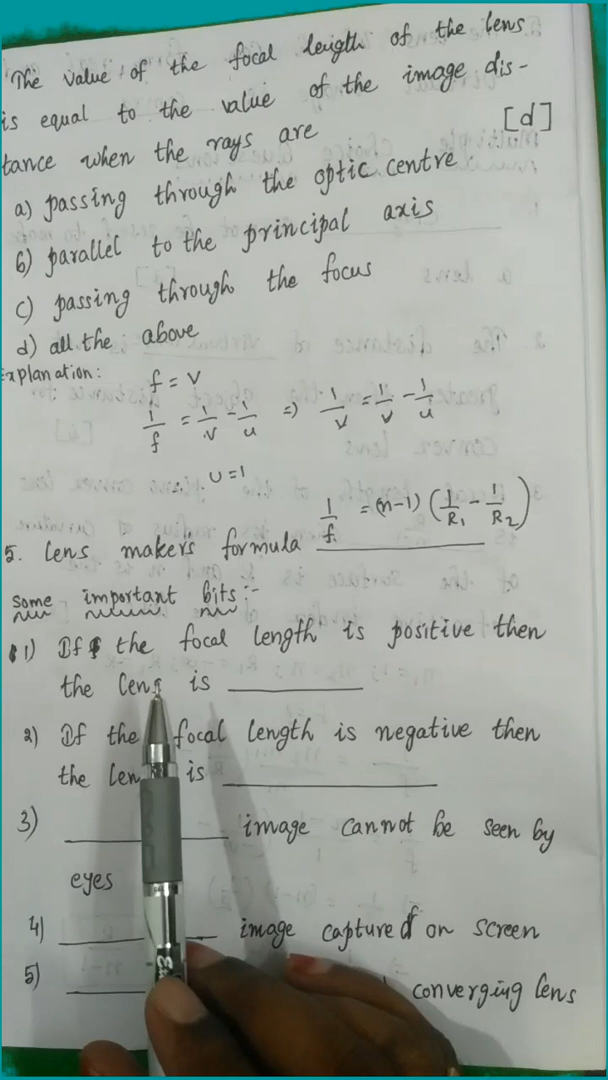 The value of the focal length of the lens
is equal to the value of the image dis-
tance when the rays are [d]
a) passing through the optic centre
b) parallel to the principal axis
c) passing through the focus
d) all the above
Explanation: f = v
1/f = 1/v - 1/u => 1/v = 1/v - 1/u
∴ u=1
5. Lens maker's formula 1/f = (n-1) (1/R1 - 1/R2)
Some important bits :-
1) If the focal length is positive then
the lens is ______
2) If the focal length is negative then
the len is ______
3) ______ image cannot be seen by
eyes
4) ______ image captured on screen
5) ______ converging lens